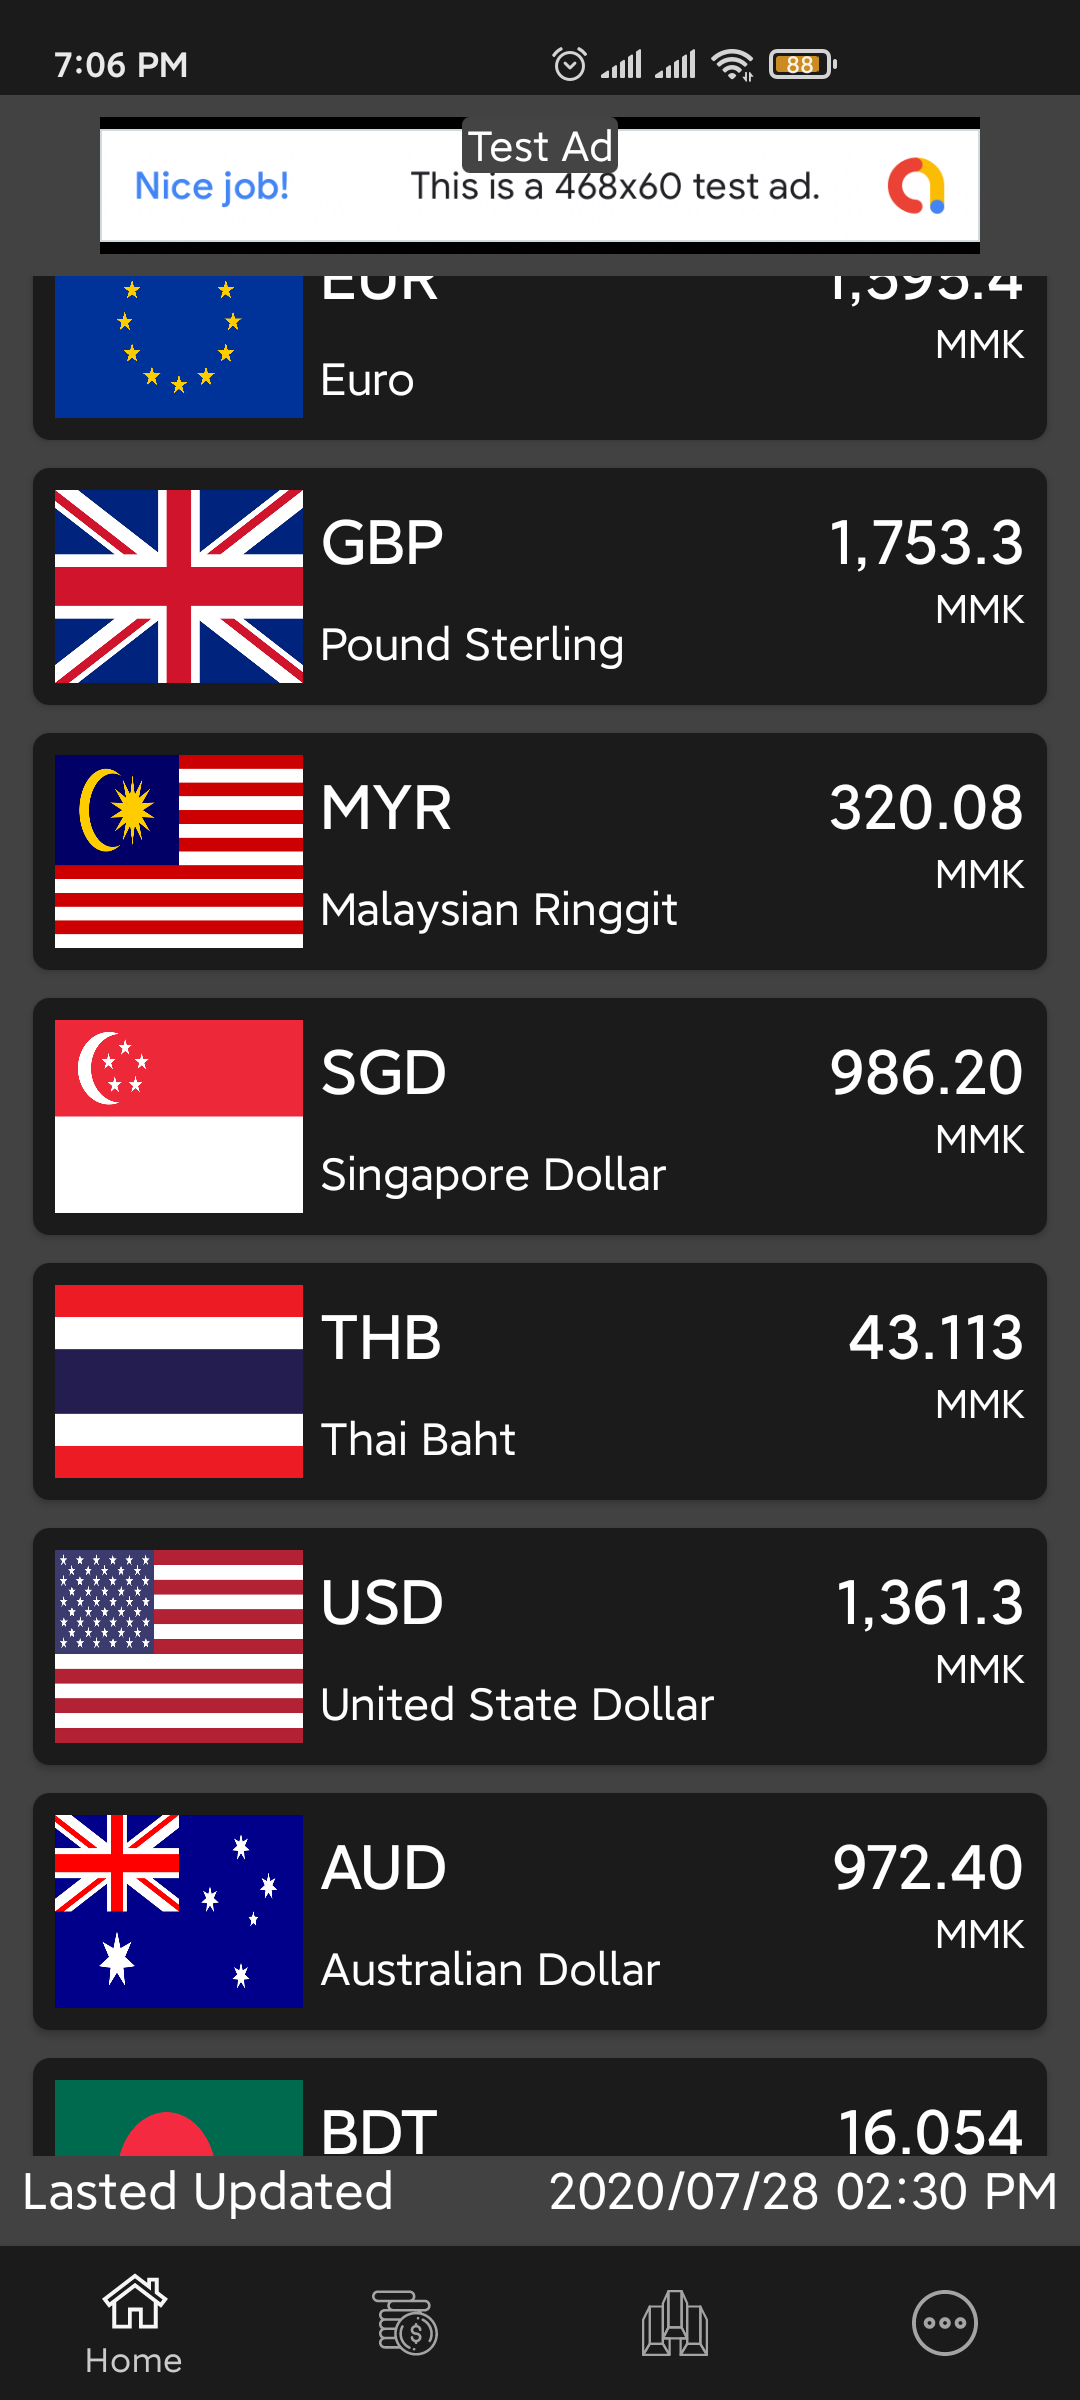 7:06 PM
88
Test Ad
Nice job!
This is a 468x60 test ad.
EUR
1,595.4
MMK
Euro
GBP
1,753.3
MMK
Pound Sterling
MYR
320.08
MMK
Malaysian Ringgit
SGD
986.20
MMK
Singapore Dollar
THB
43.113
MMK
Thai Baht
USD
1,361.3
MMK
United State Dollar
AUD
972.40
MMK
Australian Dollar
BDT
16.054
Lasted Updated
2020/07/28 02:30 PM
Home